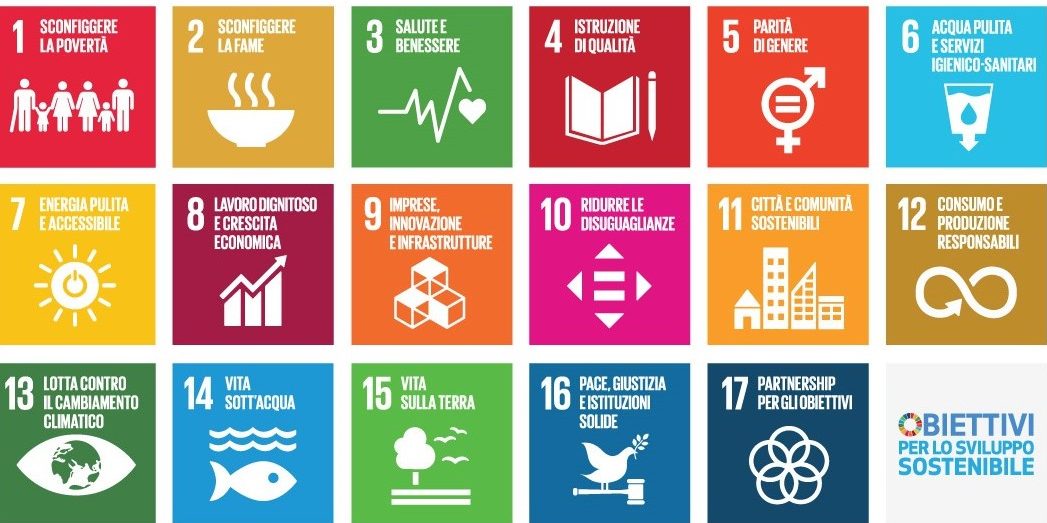 1 SCONFIGGERE
LA POVERTÀ
2 SCONFIGGERE
LA FAME
3 SALUTE E
BENESSERE
4 ISTRUZIONE
DI QUALITÀ
5 PARITÀ
DI GENERE
6 ACQUA PULITA
E SERVIZI
IGIENICO-SANITARI
7 ENERGIA PULITA
E ACCESSIBILE
8 LAVORO DIGNITOSO
E CRESCITA
ECONOMICA
9 IMPRESE,
INNOVAZIONE
E INFRASTRUTTURE
10 RIDURRE LE
DISUGUAGLIANZE
11 CITTÀ E COMUNITÀ
SOSTENIBILI
12 CONSUMO E
PRODUZIONE
RESPONSABILI
13 LOTTA CONTRO
IL CAMBIAMENTO
CLIMATICO
14 VITA
SOTT'ACQUA
15 VITA
SULLA TERRA
16 PACE, GIUSTIZIA
E ISTITUZIONI
SOLIDE
17 PARTNERSHIP
PER GLI OBIETTIVI
OBIETTIVI
PER LO SVILUPPO
SOSTENIBILE